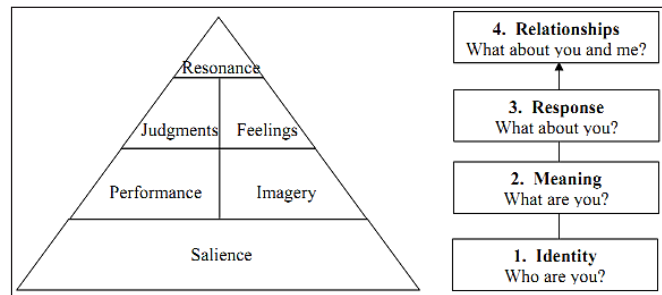 Resonance
Judgments Feelings
Performance Imagery
Salience
4. Relationships
What about you and me?
3. Response
What about you?
2. Meaning
What are you?
1. Identity
Who are you?